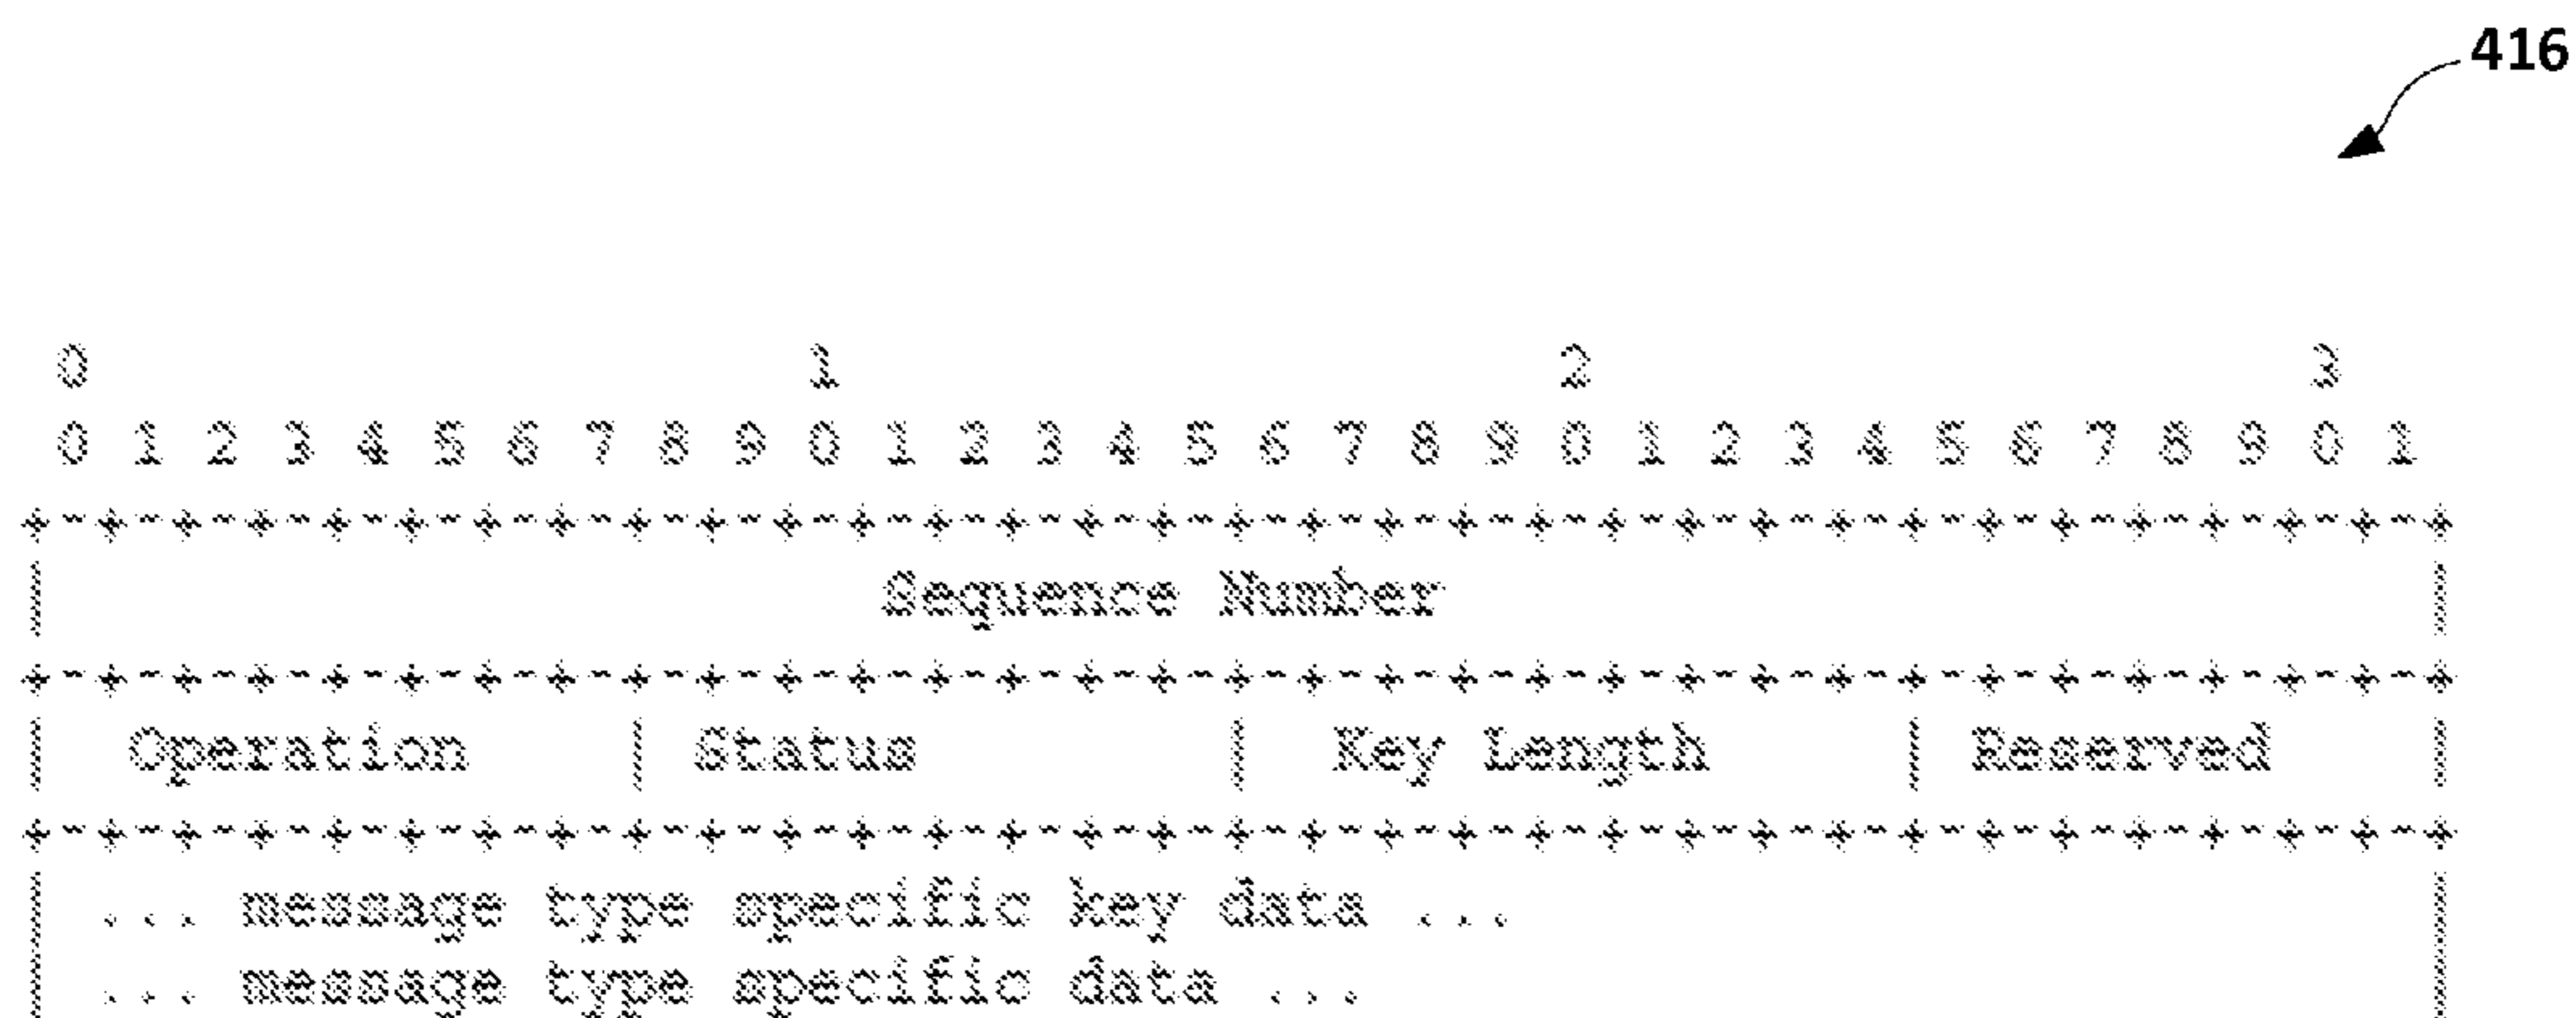 416
0 1 2 3
0 1 2 3 4 5 6 7 8 9 0 1 2 3 4 5 6 7 8 9 0 1 2 3 4 5 6 7 8 9 0 1
+-+-+-+-+-+-+-+-+-+-+-+-+-+-+-+-+-+-+-+-+-+-+-+-+-+-+-+-+-+-+-+-+
| Sequence Number |
+-+-+-+-+-+-+-+-+-+-+-+-+-+-+-+-+-+-+-+-+-+-+-+-+-+-+-+-+-+-+-+-+
| Operation | Status | Key Length | Reserved |
+-+-+-+-+-+-+-+-+-+-+-+-+-+-+-+-+-+-+-+-+-+-+-+-+-+-+-+-+-+-+-+-+
| ... message type specific key data ... |
| ... message type specific data ... |